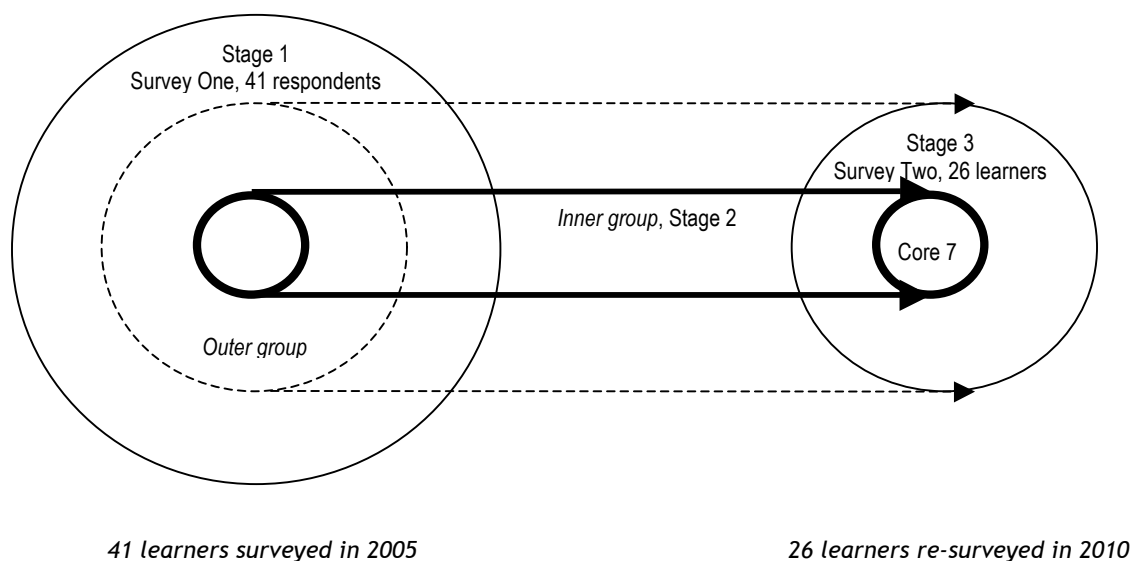 Stage 1
Survey One, 41 respondents
Stage 3
Survey Two, 26 learners
Inner group, Stage 2
Core 7
Outer group
41 learners surveyed in 2005
26 learners re-surveyed in 2010